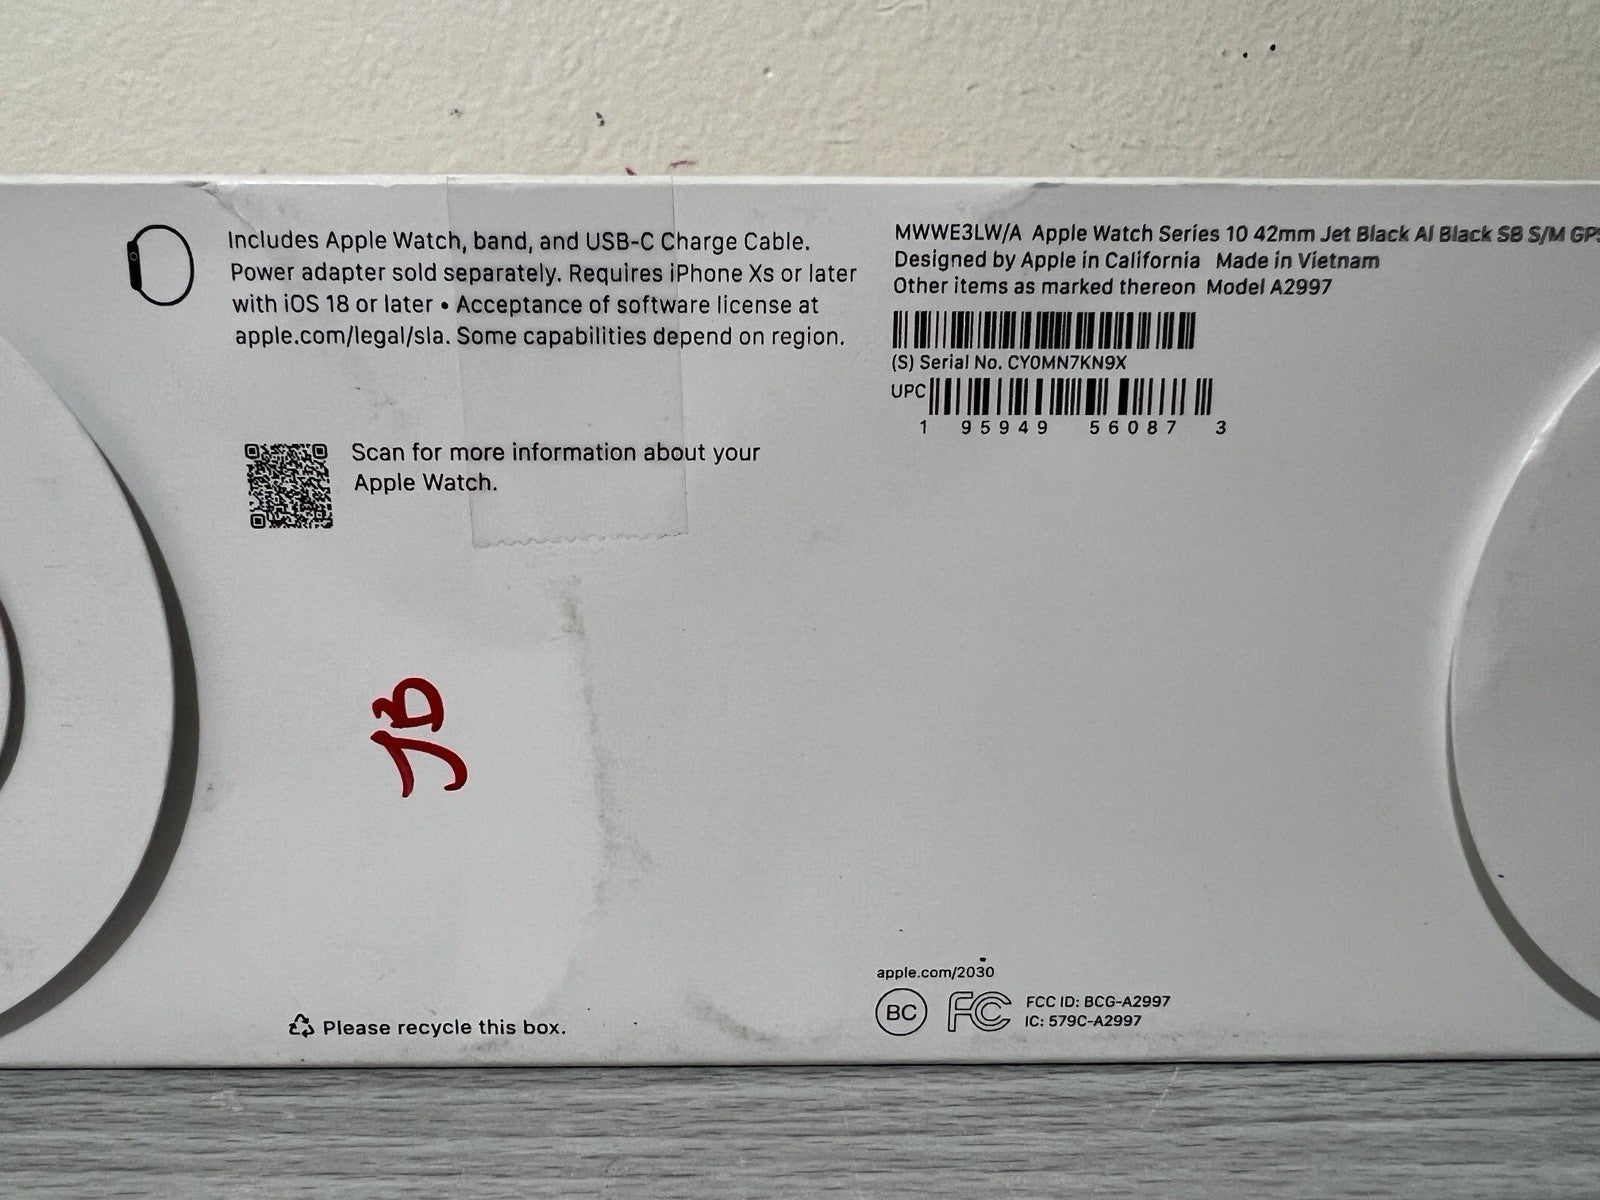 Includes Apple Watch, band, and USB-C Charge Cable.
Power adapter sold separately. Requires iPhone Xs or later
with iOS 18 or later • Acceptance of software license at
apple.com/legal/sla. Some capabilities depend on region.
Scan for more information about your
Apple Watch.
MWWE3LW/A Apple Watch Series 10 42mm Jet Black Al Black SB S/M GPS
Designed by Apple in California Made in Vietnam
Other items as marked thereon Model A2997
(S) Serial No. CY0MN7KN9X
UPC
1 95949 56087 3
JB
Please recycle this box.
apple.com/2030
BC FC FCC ID: BCG-A2997
IC: 579C-A2997